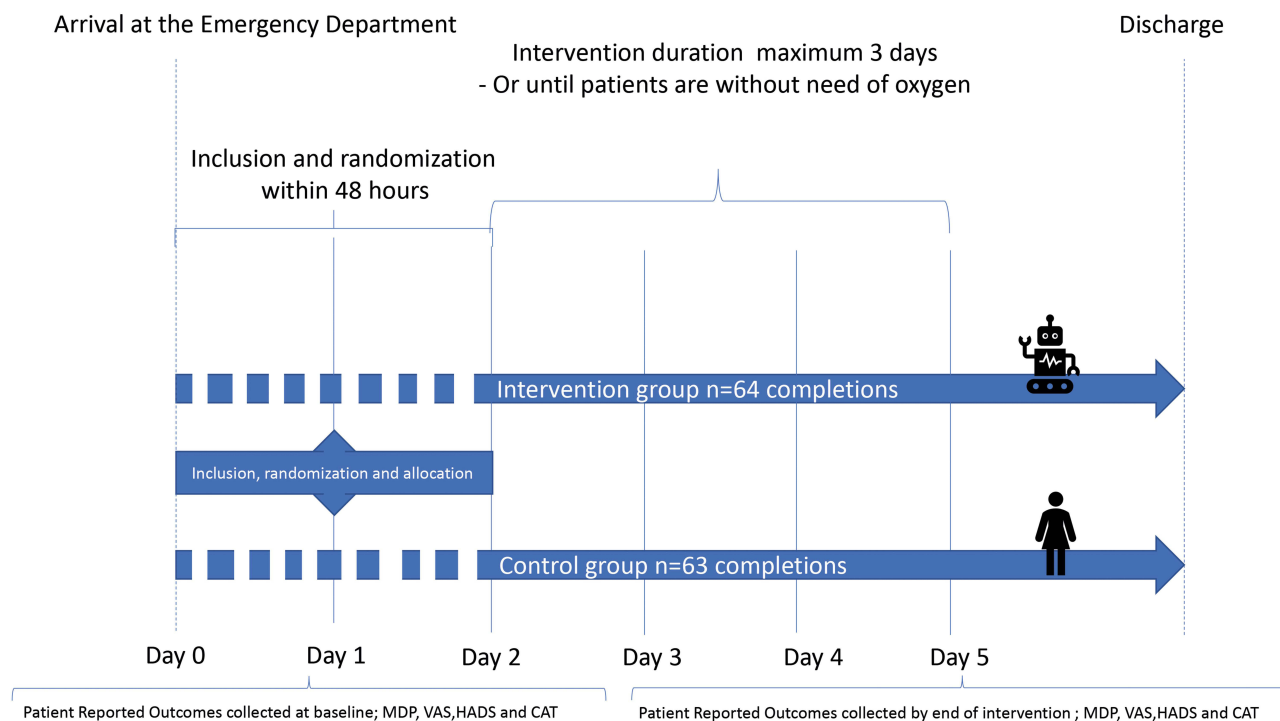 Arrival at the Emergency Department
Discharge
Intervention duration  maximum 3 days
- Or until patients are without need of oxygen
Inclusion and randomization
within 48 hours
Intervention group n=64 completions
Inclusion, randomization and allocation
Control group n=63 completions
Day 0
Day 1
Day 2
Day 3
Day 4
Day 5
Patient Reported Outcomes collected at baseline; MDP, VAS,HADS and CAT
Patient Reported Outcomes collected by end of intervention ; MDP, VAS,HADS and CAT